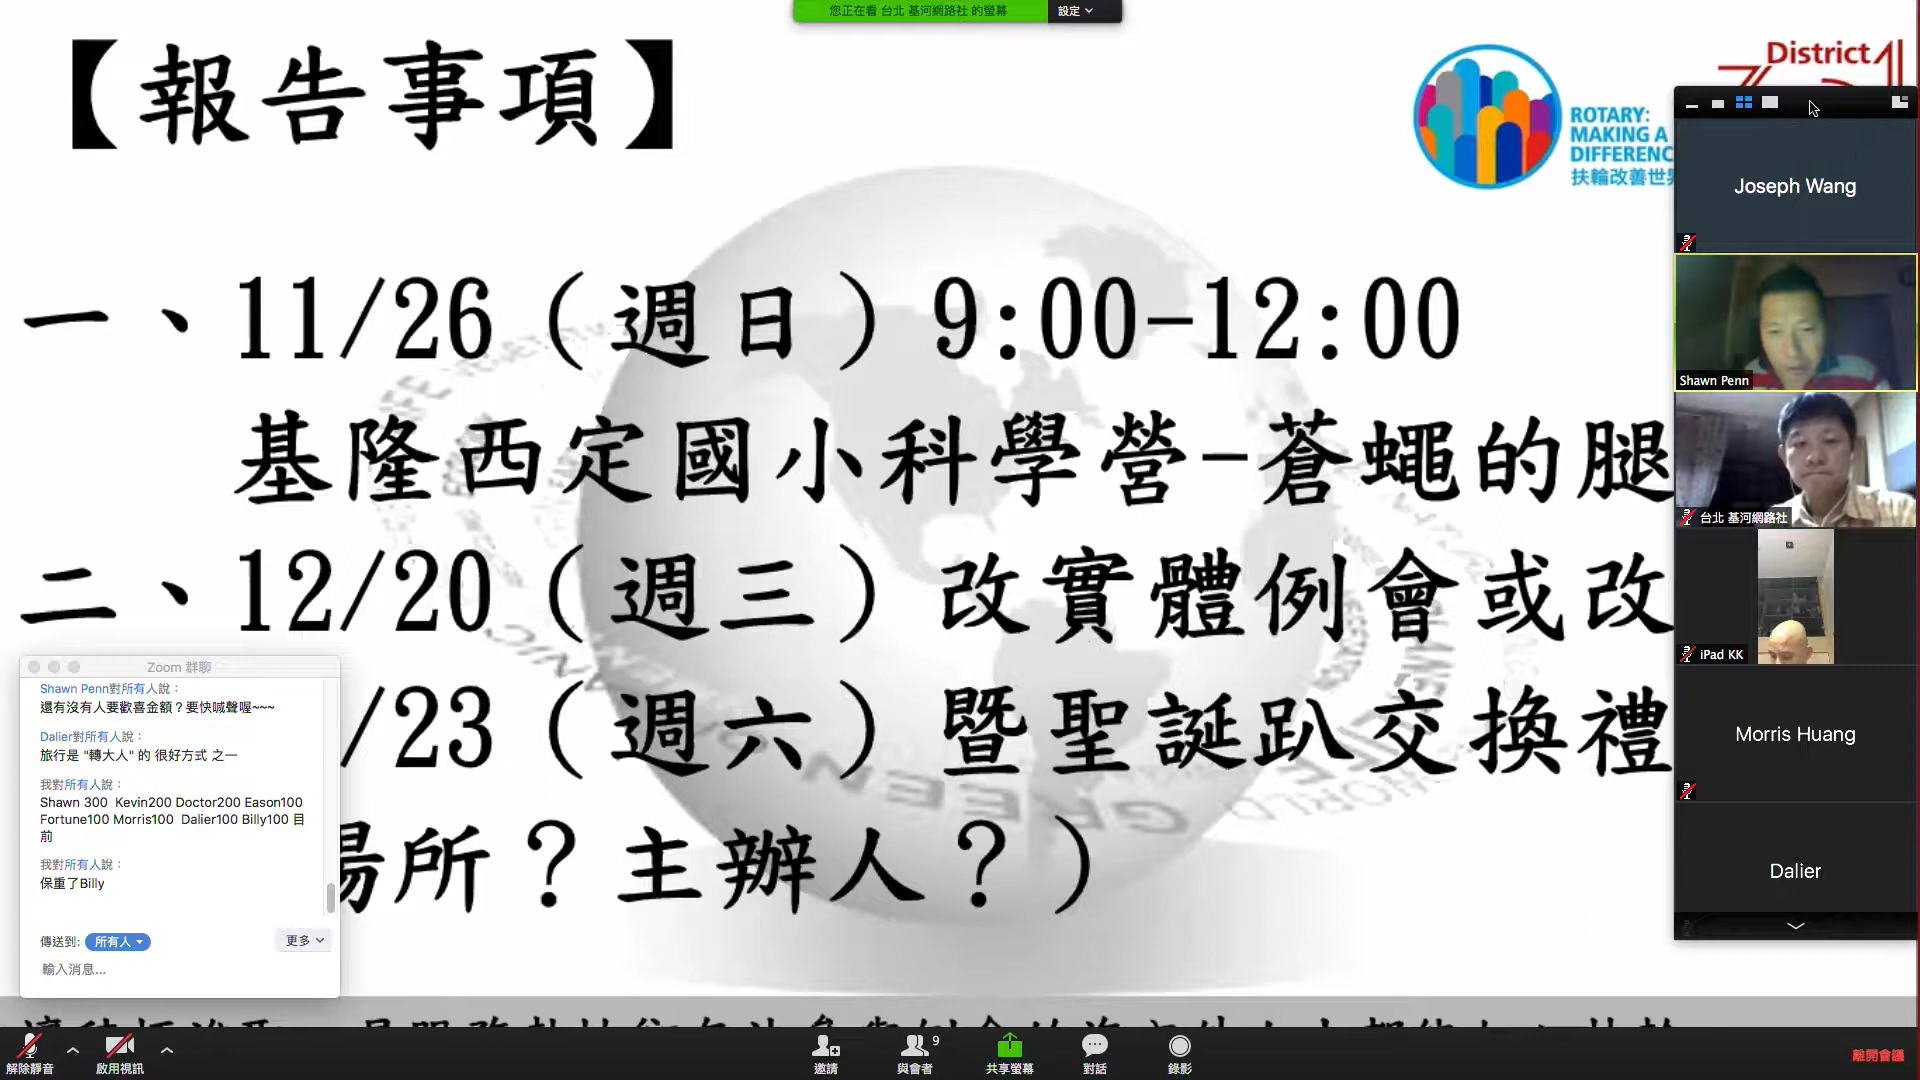 您正在看 台北 基河網路社 的螢幕
設定
【報告事項】
District
ROTARY:
MAKING A
DIFFERENC
扶輪改善世界
一、11/26（週日）9:00-12:00
基隆西定國小科學營-蒼蠅的腿
二、12/20（週三）改實體例會或改
/23（週六）暨聖誕趴交換禮
場所？主辦人？）
Joseph Wang
Shawn Penn
台北 基河網路社
iPad KK
Morris Huang
Dalier
Zoom 群聊
Shawn Penn對所有人說：
還有沒有人要歡喜金額？要快喊聲喔~~~
Dalier對所有人說：
旅行是 "轉大人" 的 很好方式 之一
我對所有人說：
Shawn 300 Kevin200 Doctor200 Eason100
Fortune100 Morris100 Dalier100 Billy100 目
前
我對所有人說：
保重了Billy
傳送到: 所有人
更多
輸入消息...
解除靜音
啟用視訊
邀請
9
與會者
共享螢幕
對話
錄影
離開會議